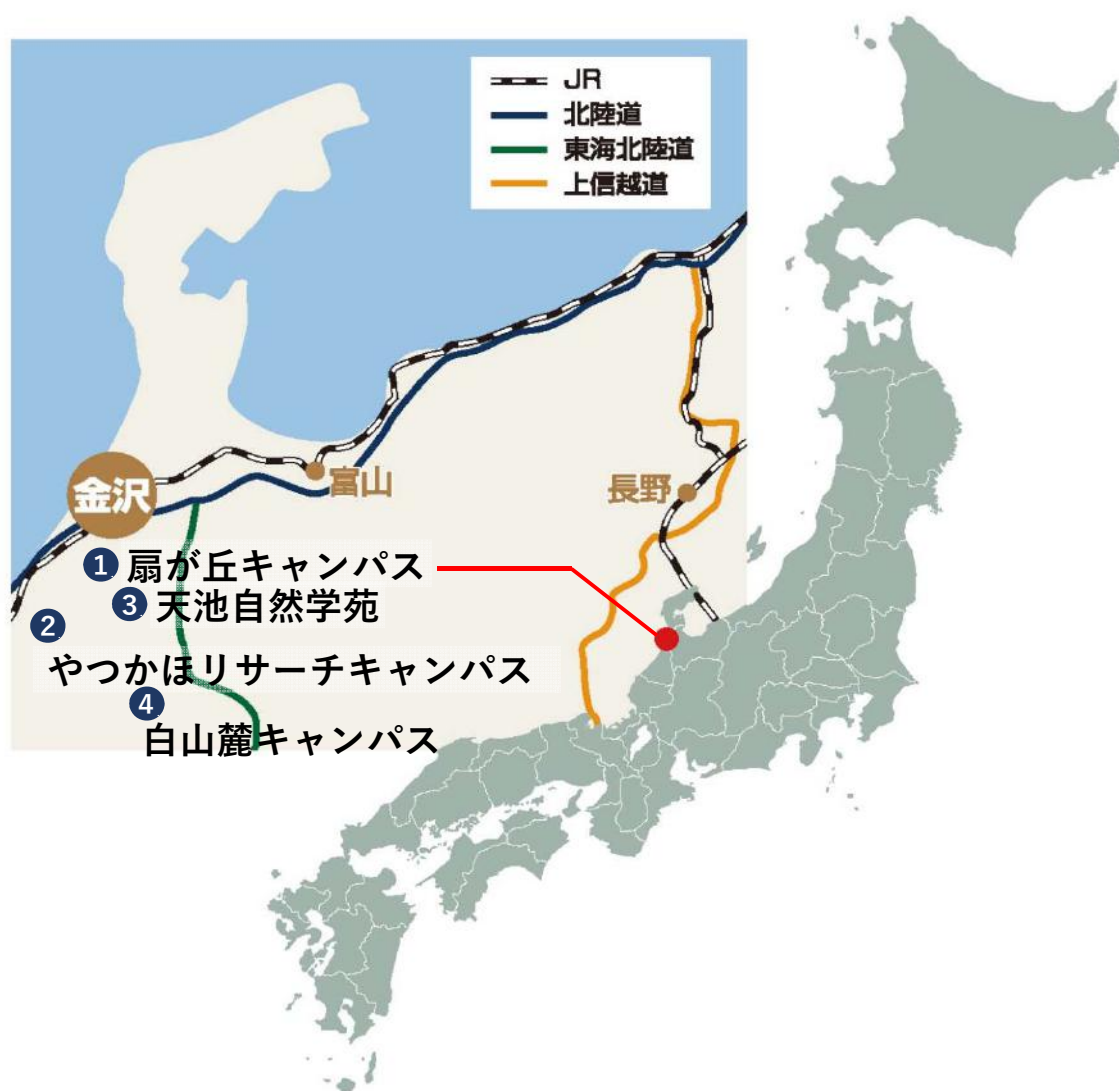 JR
北陸道
東海北陸道
上信越道
富山
長野
金沢
1 扇が丘キャンパス
3 天池自然学苑
2
やつかほリサーチキャンパス
4
白山麓キャンパス